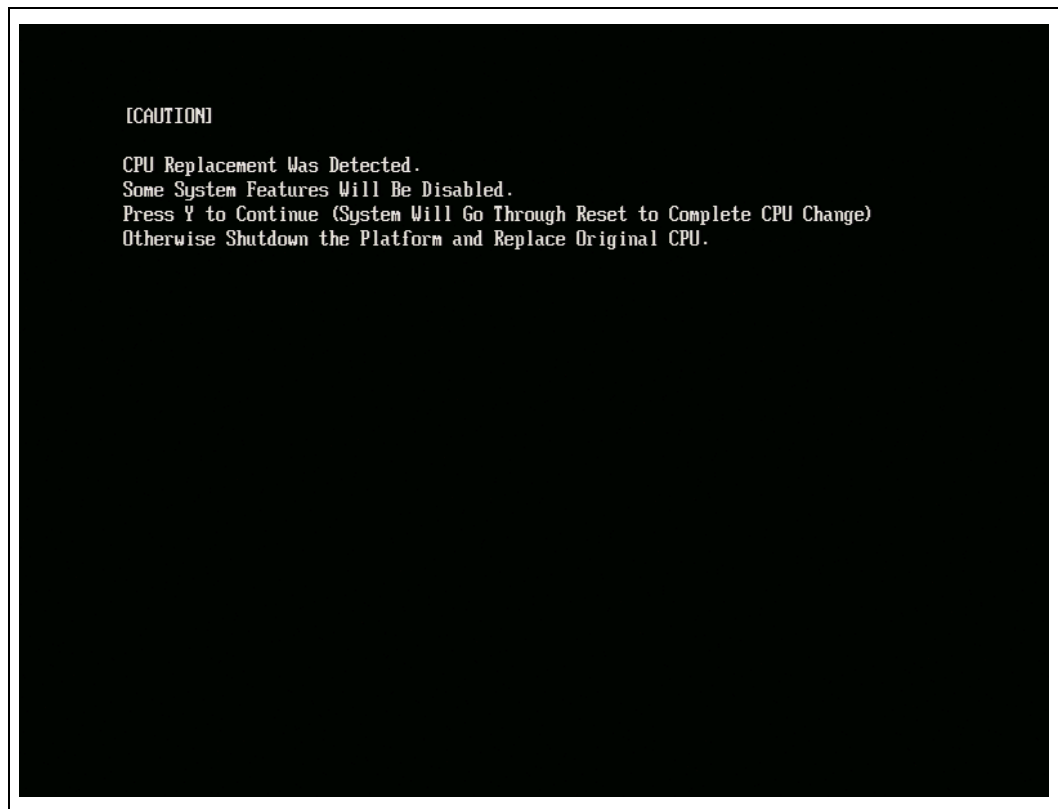 [CAUTION]
CPU Replacement Was Detected.
Some System Features Will Be Disabled.
Press Y to Continue (System Will Go Through Reset to Complete CPU Change)
Otherwise Shutdown the Platform and Replace Original CPU.